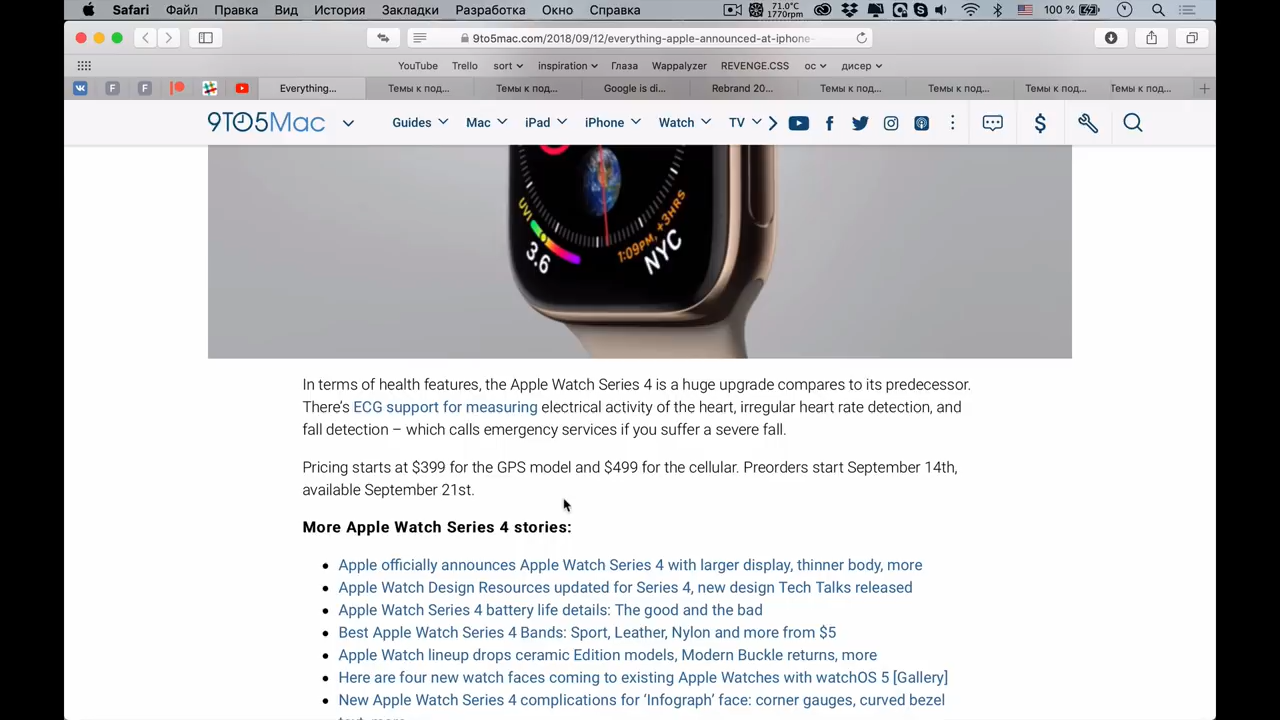 Safari Файл Правка Вид История Закладки Разработка Окно Справка 71.0°C 1770rpm 100 %
9to5mac.com/2018/09/12/everything-apple-announced-at-iphone-
YouTube Trello sort inspiration Глаза Wappalyzer REVENGE.CSS ос дисер
Everything... Темы к под... Темы к под... Google is di... Rebrand 20... Темы к под... Темы к под... Темы к под... Темы к под...
9TO5Mac Guides Mac iPad iPhone Watch TV
UVI
3.6
1:09PM, +3HRS
NYC
In terms of health features, the Apple Watch Series 4 is a huge upgrade compares to its predecessor.
There’s ECG support for measuring electrical activity of the heart, irregular heart rate detection, and
fall detection – which calls emergency services if you suffer a severe fall.
Pricing starts at $399 for the GPS model and $499 for the cellular. Preorders start September 14th,
available September 21st.
More Apple Watch Series 4 stories:
Apple officially announces Apple Watch Series 4 with larger display, thinner body, more
Apple Watch Design Resources updated for Series 4, new design Tech Talks released
Apple Watch Series 4 battery life details: The good and the bad
Best Apple Watch Series 4 Bands: Sport, Leather, Nylon and more from $5
Apple Watch lineup drops ceramic Edition models, Modern Buckle returns, more
Here are four new watch faces coming to existing Apple Watches with watchOS 5 [Gallery]
New Apple Watch Series 4 complications for ‘Infograph’ face: corner gauges, curved bezel